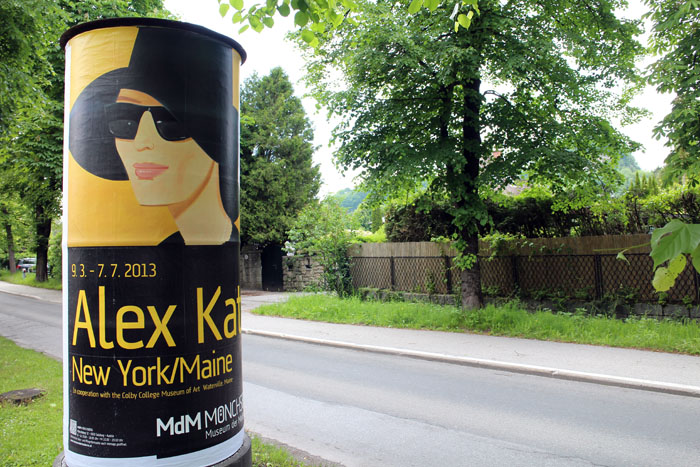 9. 3. - 7. 7. 2013
Alex Kat
New York/Maine
In cooperation with the Colby College Museum of Art Waterville, Maine
MdM MÖNCHS
Museum der